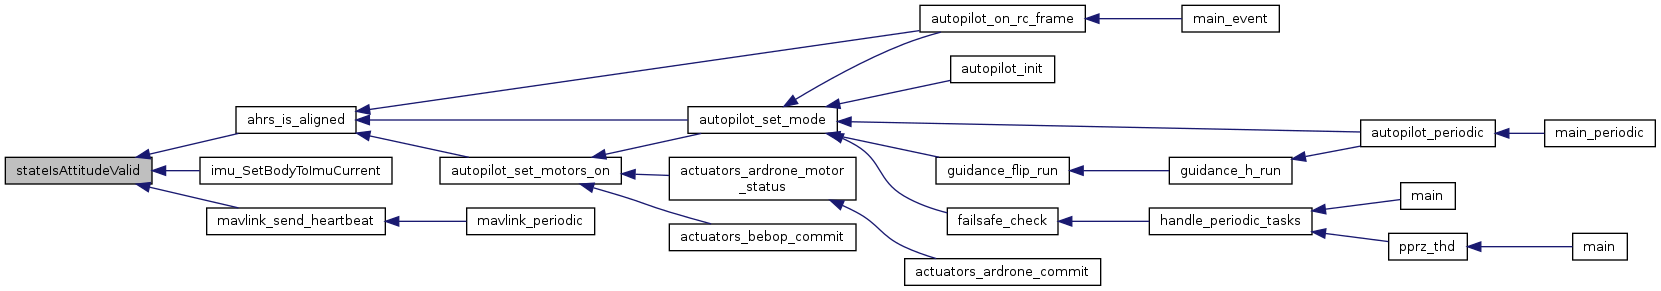 autopilot_on_rc_frame
main_event
autopilot_init
ahrs_is_aligned
autopilot_set_mode
autopilot_periodic
main_periodic
stateIsAttitudeValid
imu_SetBodyToImuCurrent
autopilot_set_motors_on
actuators_ardrone_motor
_status
guidance_flip_run
guidance_h_run
mavlink_send_heartbeat
mavlink_periodic
actuators_bebop_commit
failsafe_check
handle_periodic_tasks
main
pprz_thd
main
actuators_ardrone_commit